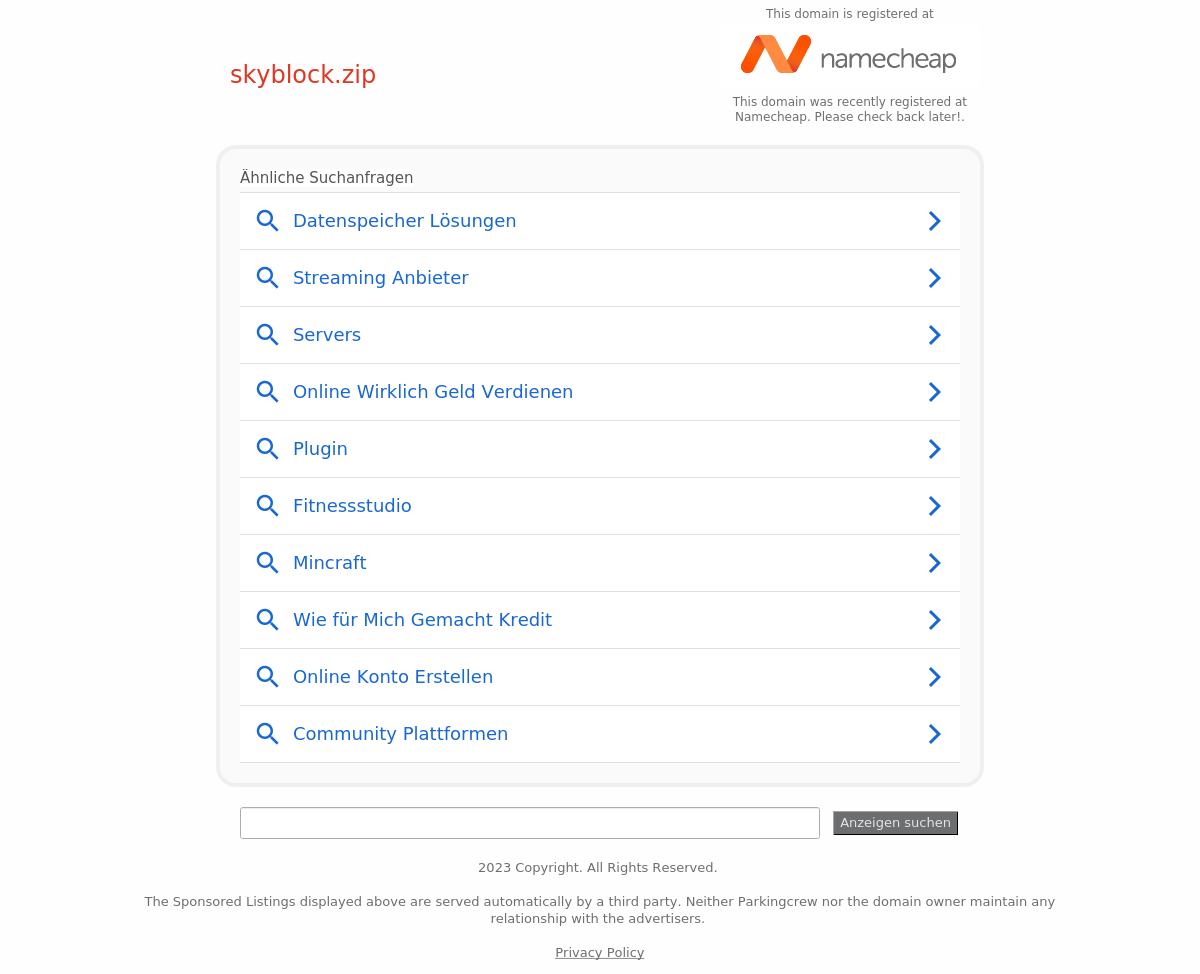 This domain is registered at
namecheap
skyblock.zip
This domain was recently registered at
Namecheap. Please check back later!.
Ähnliche Suchanfragen
Datenspeicher Lösungen
Streaming Anbieter
Servers
Online Wirklich Geld Verdienen
Plugin
Fitnessstudio
Mincraft
Wie für Mich Gemacht Kredit
Online Konto Erstellen
Community Plattformen
Anzeigen suchen
2023 Copyright. All Rights Reserved.
The Sponsored Listings displayed above are served automatically by a third party. Neither Parkingcrew nor the domain owner maintain any
relationship with the advertisers.
Privacy Policy